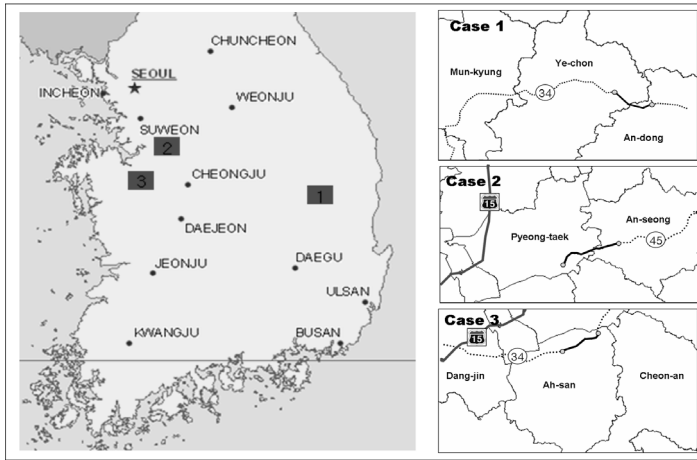 CHUNCHEON
SEOUL
INCHEON
WEONJU
SUWEON
2
3
CHEONGJU
1
DAEJEON
JEONJU
DAEGU
ULSAN
KWANGJU
BUSAN
Case 1
Ye-chon
Mun-kyung
34
An-dong
Case 2
15
An-seong
Pyeong-taek
45
Case 3
15
34
Dang-jin
Ah-san
Cheon-an